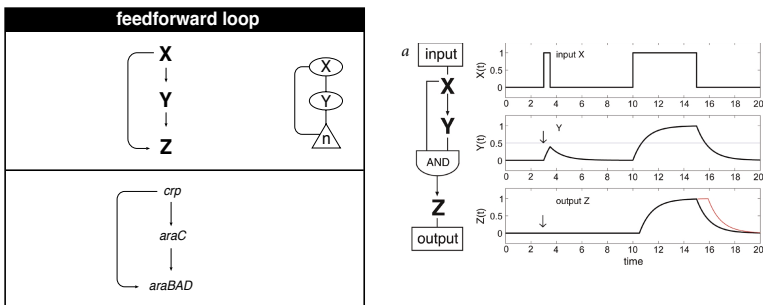 feedforward loop
X
Y
Z
X
Y
n
crp
araC
araBAD
a
input
X
Y
AND
Z
output
input X
X(t)
1
0.5
0
0 2 4 6 8 10 12 14 16 18 20
Y
Y(t)
1
0.5
0
0 2 4 6 8 10 12 14 16 18 20
output Z
Z(t)
1
0.5
0
0 2 4 6 8 10 12 14 16 18 20
time